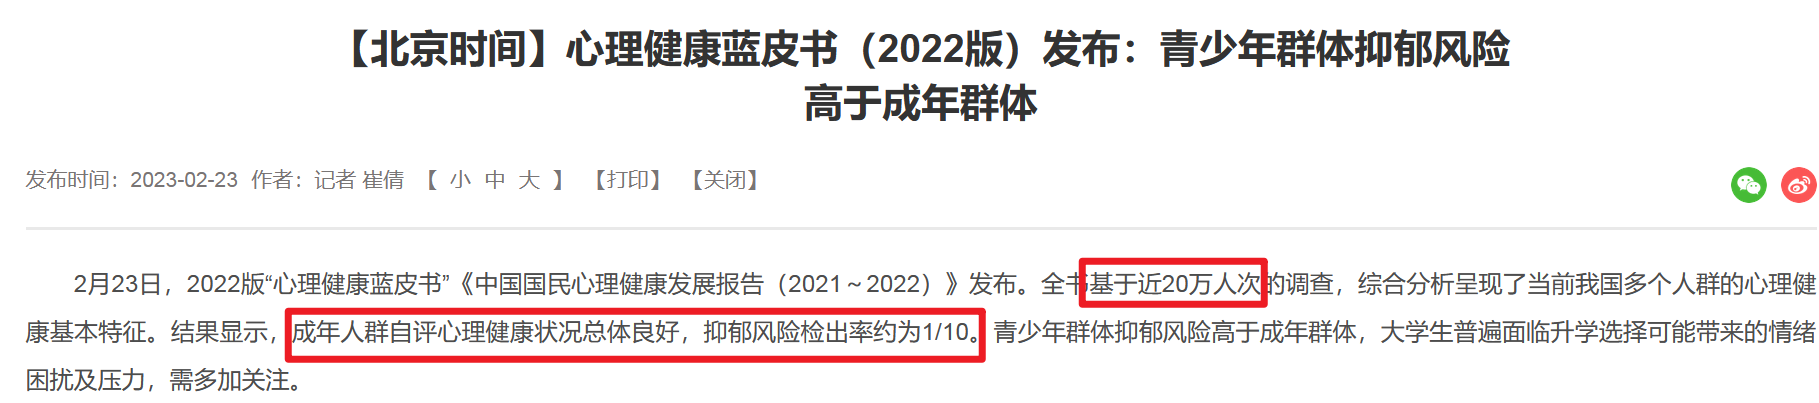 【北京时间】心理健康蓝皮书（2022版）发布：青少年群体抑郁风险
高于成年群体
发布时间：2023-02-23 作者：记者 崔倩 【 小 中 大 】 【打印】 【关闭】
2月23日，2022版“心理健康蓝皮书”《中国国民心理健康发展报告（2021～2022）》发布。全书基于近20万人次的调查，综合分析呈现了当前我国多个人群的心理健
康基本特征。结果显示，成年人群自评心理健康状况总体良好，抑郁风险检出率约为1/10。青少年群体抑郁风险高于成年群体，大学生普遍面临升学选择可能带来的情绪
困扰及压力，需多加关注。